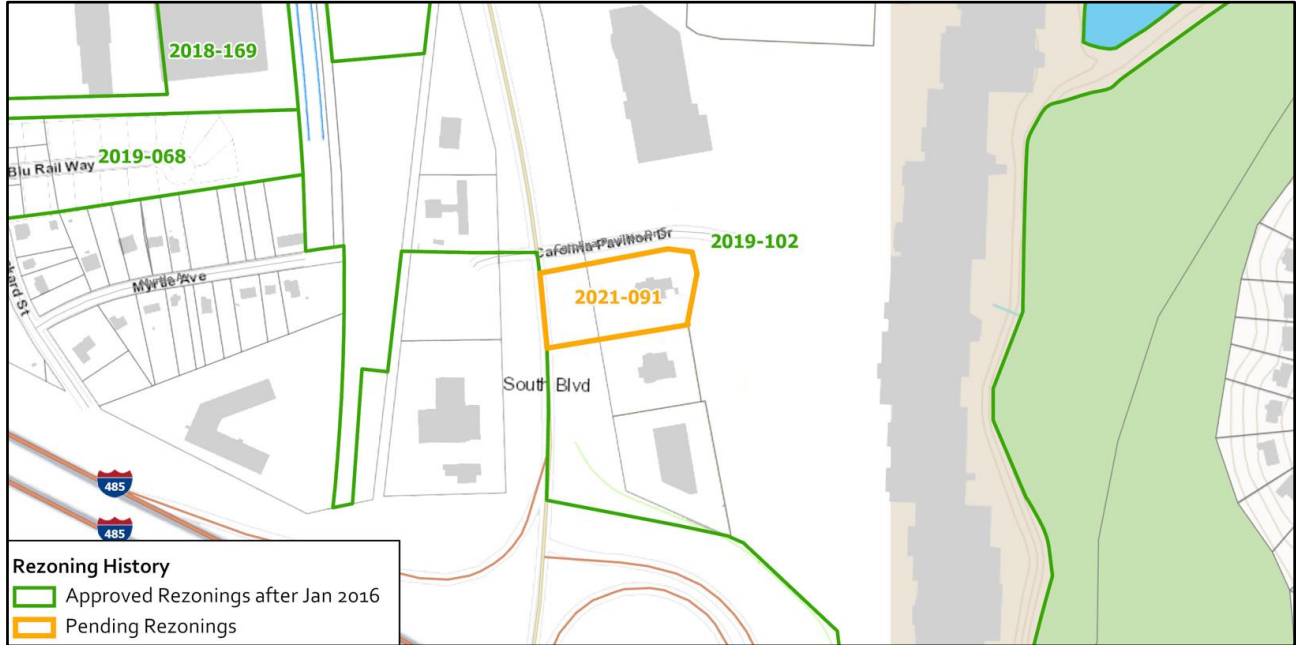 2018-169
2019-068
Blu Rail Way
Carolina Pavilion Dr
2019-102
Myrtle Ave
2021-091
South Blvd
485
485
Rezoning History
Approved Rezonings after Jan 2016
Pending Rezonings